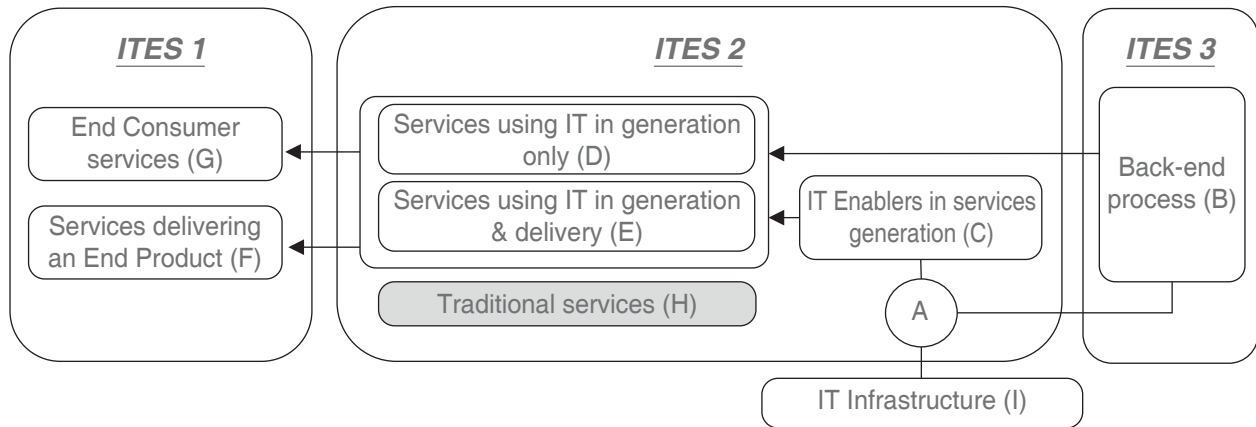 ITES 1
End Consumer
services (G)
Services delivering
an End Product (F)
ITES 2
Services using IT in generation
only (D)
Services using IT in generation
& delivery (E)
Traditional services (H)
IT Enablers in services
generation (C)
A
IT Infrastructure (I)
ITES 3
Back-end
process (B)